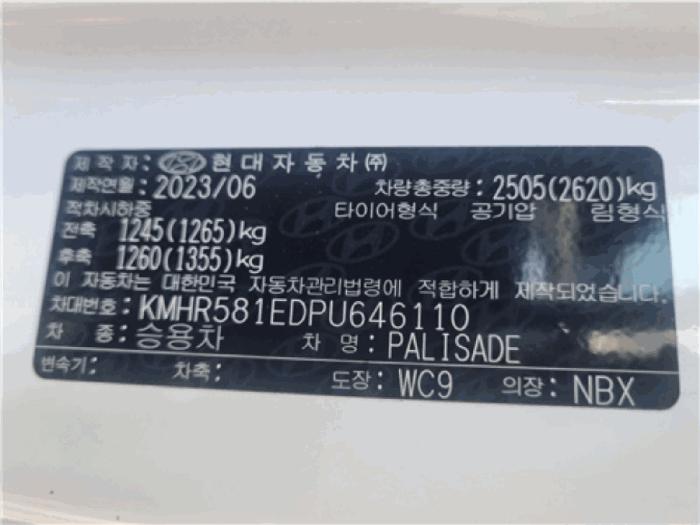 제 작 자 : 현대자동차㈜
제작연월 : 2023/06 차량총중량 : 2505(2620)kg
적차시하중 타이어형식 공기압 림형식
전축 1245(1265)kg
후축 1260(1355)kg
이 자동차는 대한민국 자동차관리법령에 적합하게 제작되었습니다.
차대번호 : KMHR581EDPU646110
차 종 : 승용차 차 명 : PALISADE
변속기 : 차축 : 도장 : WC9 의장 : NBX